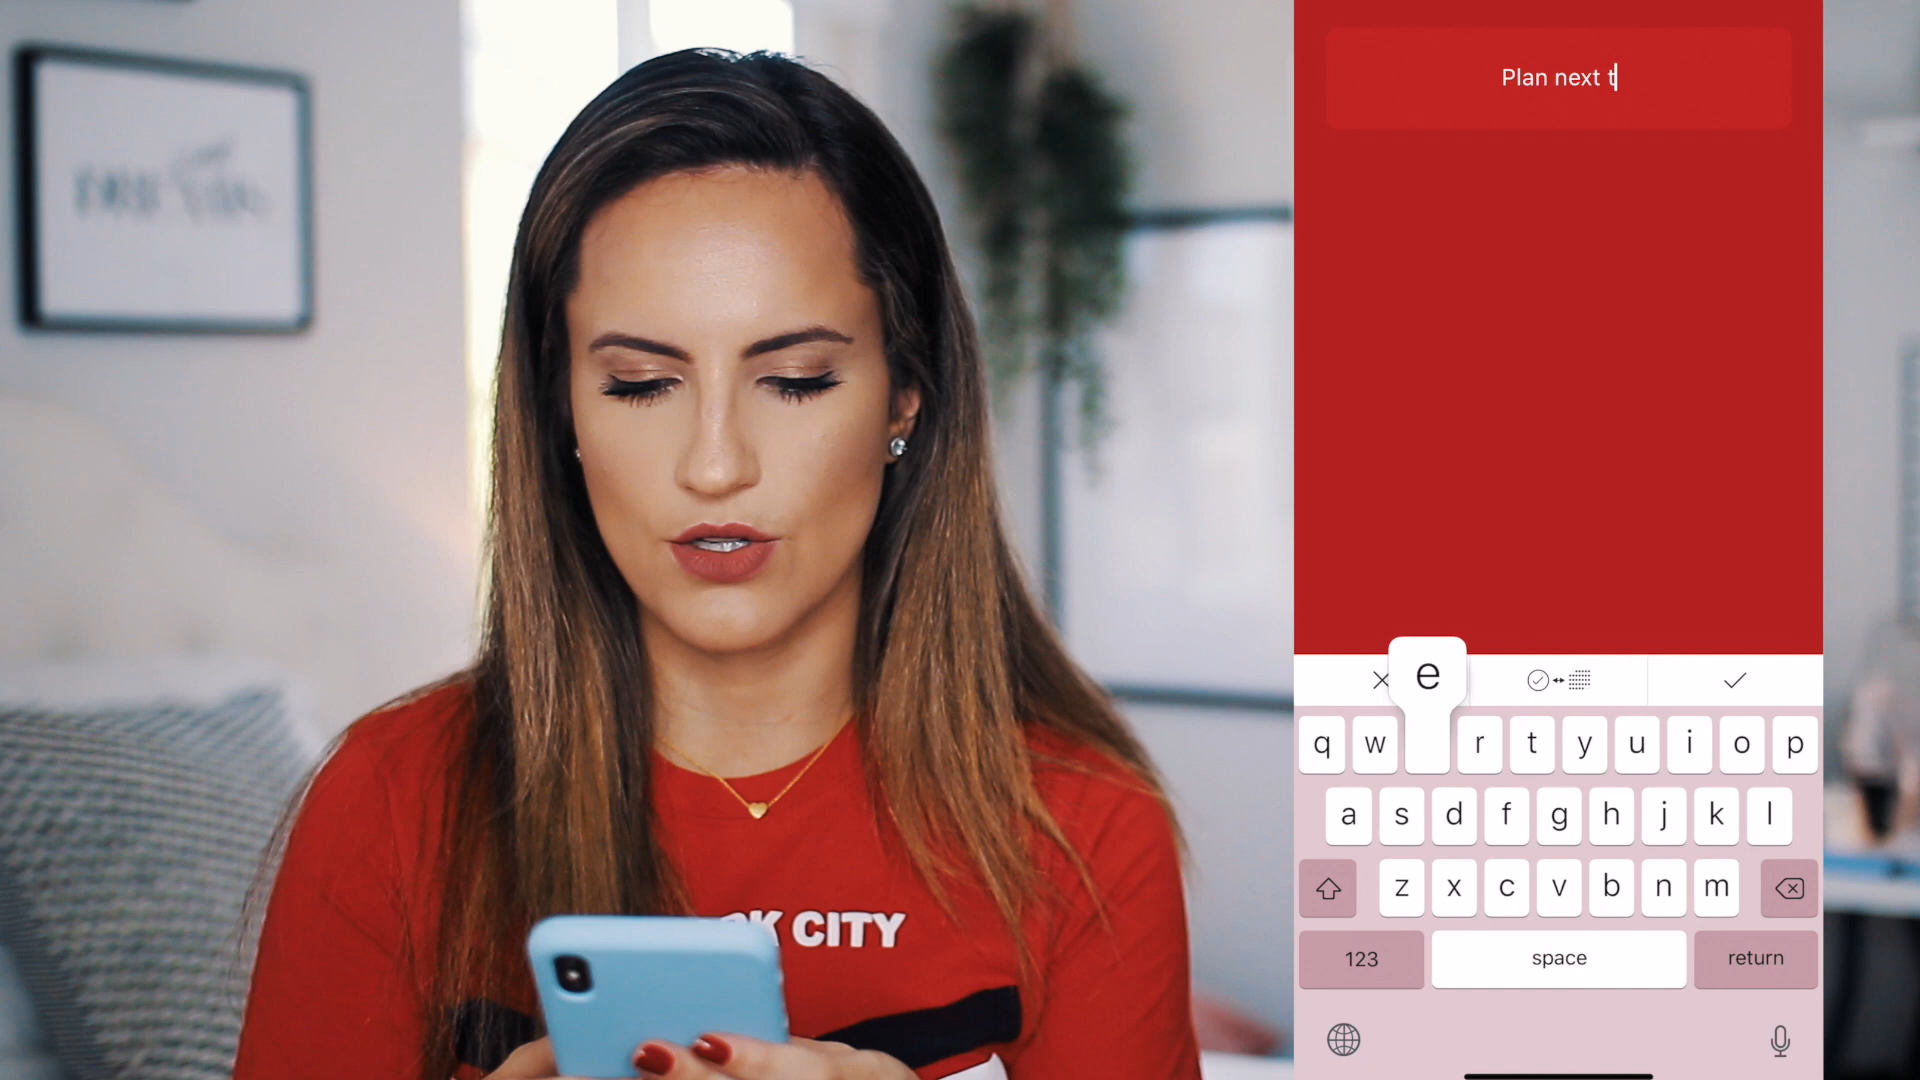 Plan next t
e
q w r t y u i o p
a s d f g h j k l
z x c v b n m
123 space return
CITY